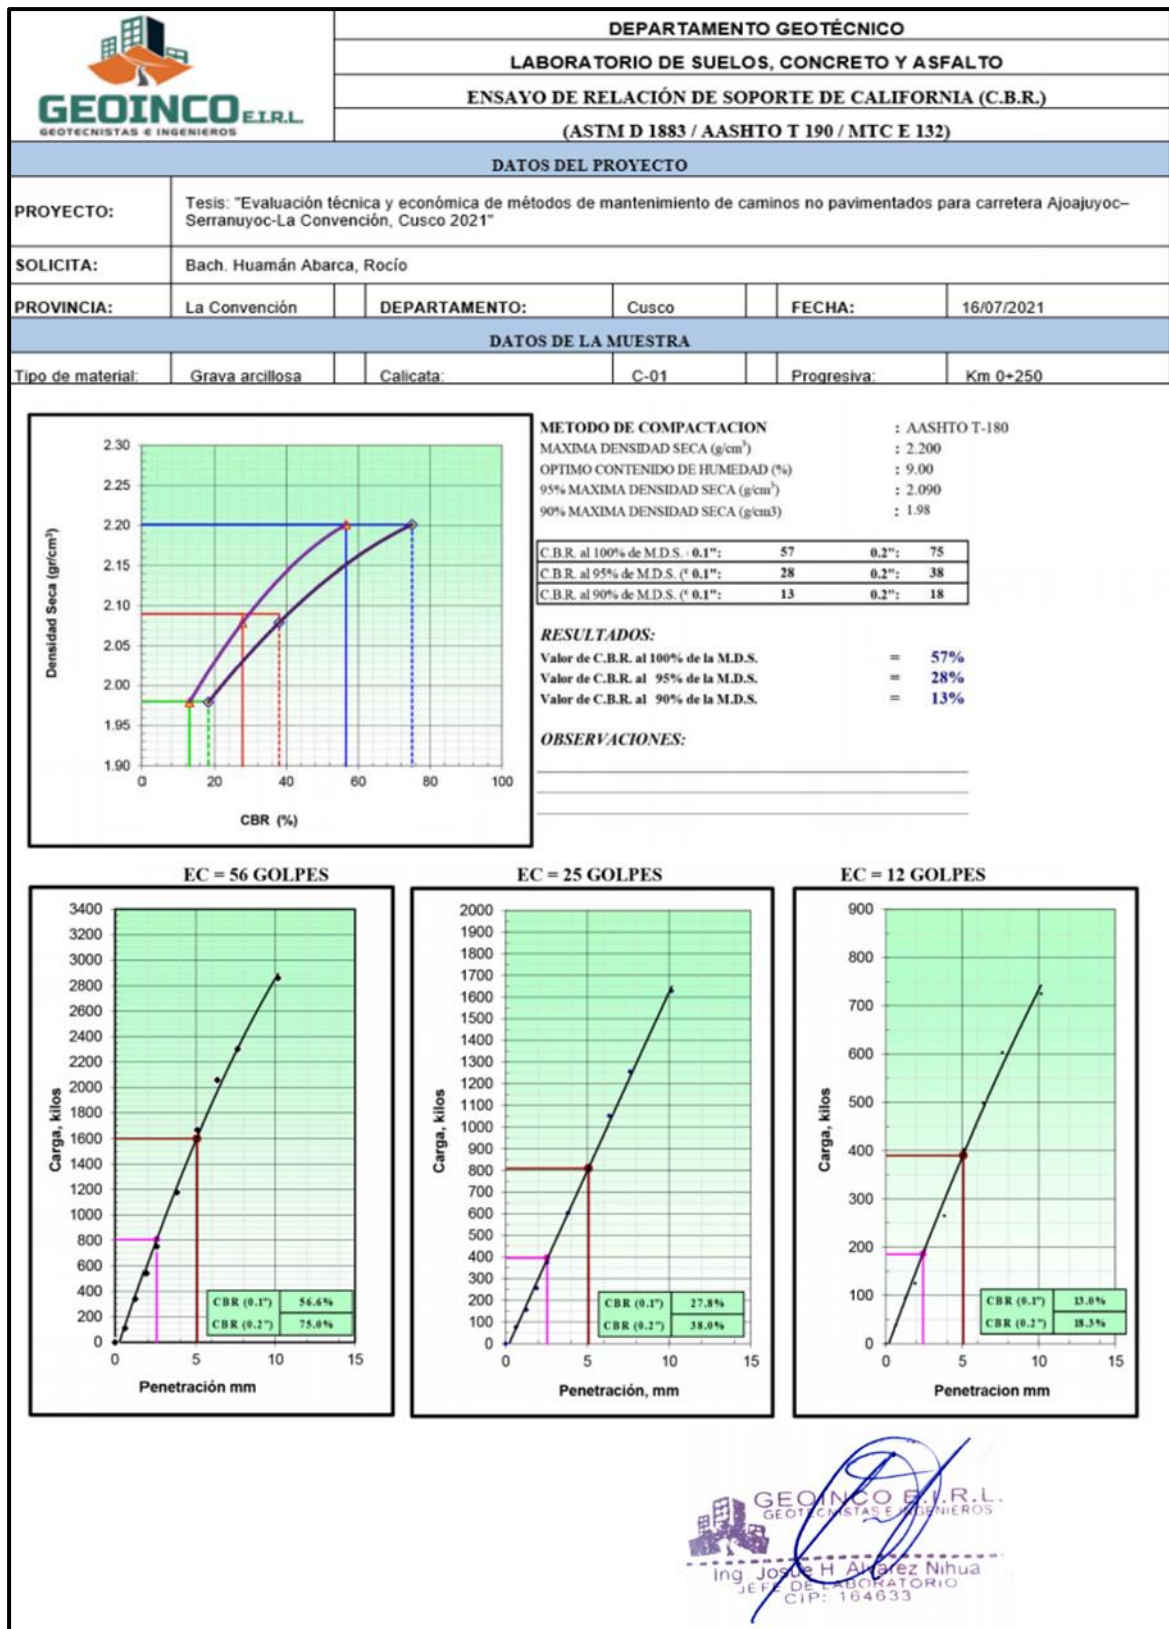 GEOINCO E.I.R.L.
GEOTECNISTAS E INGENIEROS
DEPARTAMENTO GEOTÉCNICO
LABORATORIO DE SUELOS, CONCRETO Y ASFALTO
ENSAYO DE RELACIÓN DE SOPORTE DE CALIFORNIA (C.B.R.)
(ASTM D 1883 / AASHTO T 190 / MTC E 132)
DATOS DEL PROYECTO
PROYECTO: Tesis: "Evaluación técnica y económica de métodos de mantenimiento de caminos no pavimentados para carretera Ajoajuyoc–
Serranuyoc-La Convención, Cusco 2021"
SOLICITA: Bach. Huamán Abarca, Rocío
PROVINCIA: La Convención DEPARTAMENTO: Cusco FECHA: 16/07/2021
DATOS DE LA MUESTRA
Tipo de material: Grava arcillosa Calicata: C-01 Progresiva: Km 0+250
Densidad Seca (gr/cm³)
2.30
2.25
2.20
2.15
2.10
2.05
2.00
1.95
1.90
0 20 40 60 80 100
CBR (%)
METODO DE COMPACTACION : AASHTO T-180
MAXIMA DENSIDAD SECA (g/cm³) : 2.200
OPTIMO CONTENIDO DE HUMEDAD (%) : 9.00
95% MAXIMA DENSIDAD SECA (g/cm³) : 2.090
90% MAXIMA DENSIDAD SECA (g/cm3) : 1.98
C.B.R. al 100% de M.D.S. 0.1": 57 0.2": 75
C.B.R. al 95% de M.D.S. (% 0.1": 28 0.2": 38
C.B.R. al 90% de M.D.S. (% 0.1": 13 0.2": 18
RESULTADOS:
Valor de C.B.R. al 100% de la M.D.S. = 57%
Valor de C.B.R. al 95% de la M.D.S. = 28%
Valor de C.B.R. al 90% de la M.D.S. = 13%
OBSERVACIONES:
EC = 56 GOLPES
Carga, kilos
3400
3200
3000
2800
2600
2400
2200
2000
1800
1600
1400
1200
1000
800
600
400
200
0
CBR (0.1") 56.6%
CBR (0.2") 75.0%
0 5 10 15
Penetración mm
EC = 25 GOLPES
Carga, kilos
2000
1900
1800
1700
1600
1500
1400
1300
1200
1100
1000
900
800
700
600
500
400
300
200
100
0
CBR (0.1") 27.8%
CBR (0.2") 38.0%
0 5 10 15
Penetración, mm
EC = 12 GOLPES
Carga, kilos
900
800
700
600
500
400
300
200
100
0
CBR (0.1") 13.0%
CBR (0.2") 18.3%
0 5 10 15
Penetracion mm
GEOINCO E.I.R.L.
GEOTECNISTAS E INGENIEROS
Ing Josue H Alvarez Nihua
JEFE DE LABORATORIO
CIP: 164633